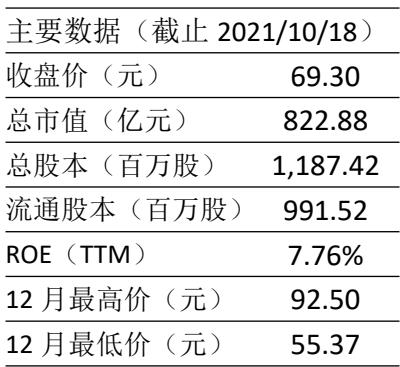 主要数据（截止 2021/10/18）
收盘价（元） 69.30
总市值（亿元） 822.88
总股本（百万股） 1,187.42
流通股本（百万股） 991.52
ROE（TTM） 7.76%
12 月最高价（元） 92.50
12 月最低价（元） 55.37